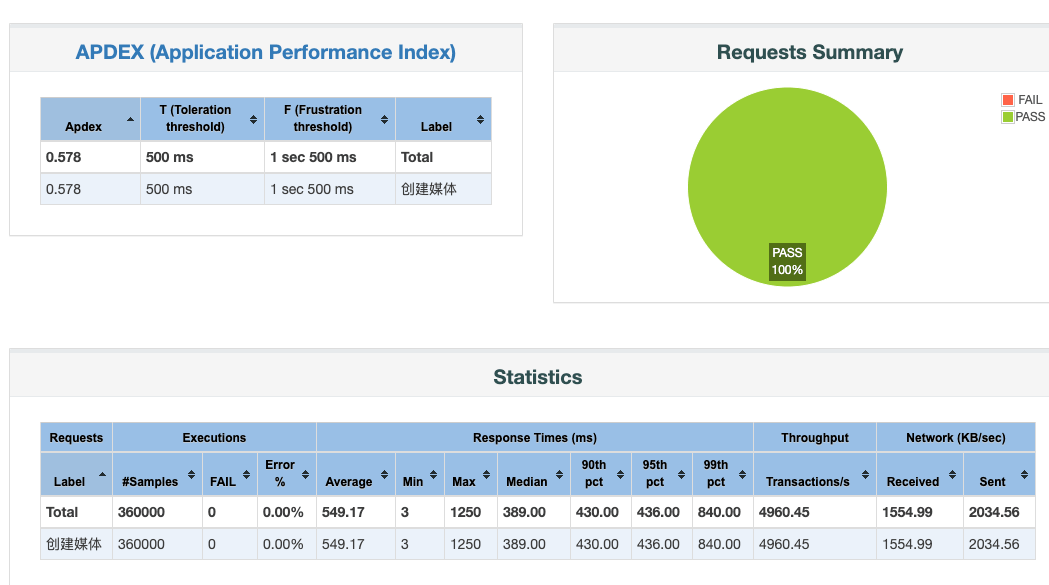 APDEX (Application Performance Index)
Apdex T (Toleration threshold) F (Frustration threshold) Label
0.578 500 ms 1 sec 500 ms Total
0.578 500 ms 1 sec 500 ms 创建媒体
Requests Summary
FAIL
PASS
PASS
100%
Statistics
Requests Executions Response Times (ms) Throughput Network (KB/sec)
Label #Samples FAIL Error % Average Min Max Median 90th pct 95th pct 99th pct Transactions/s Received Sent
Total 360000 0 0.00% 549.17 3 1250 389.00 430.00 436.00 840.00 4960.45 1554.99 2034.56
创建媒体 360000 0 0.00% 549.17 3 1250 389.00 430.00 436.00 840.00 4960.45 1554.99 2034.56